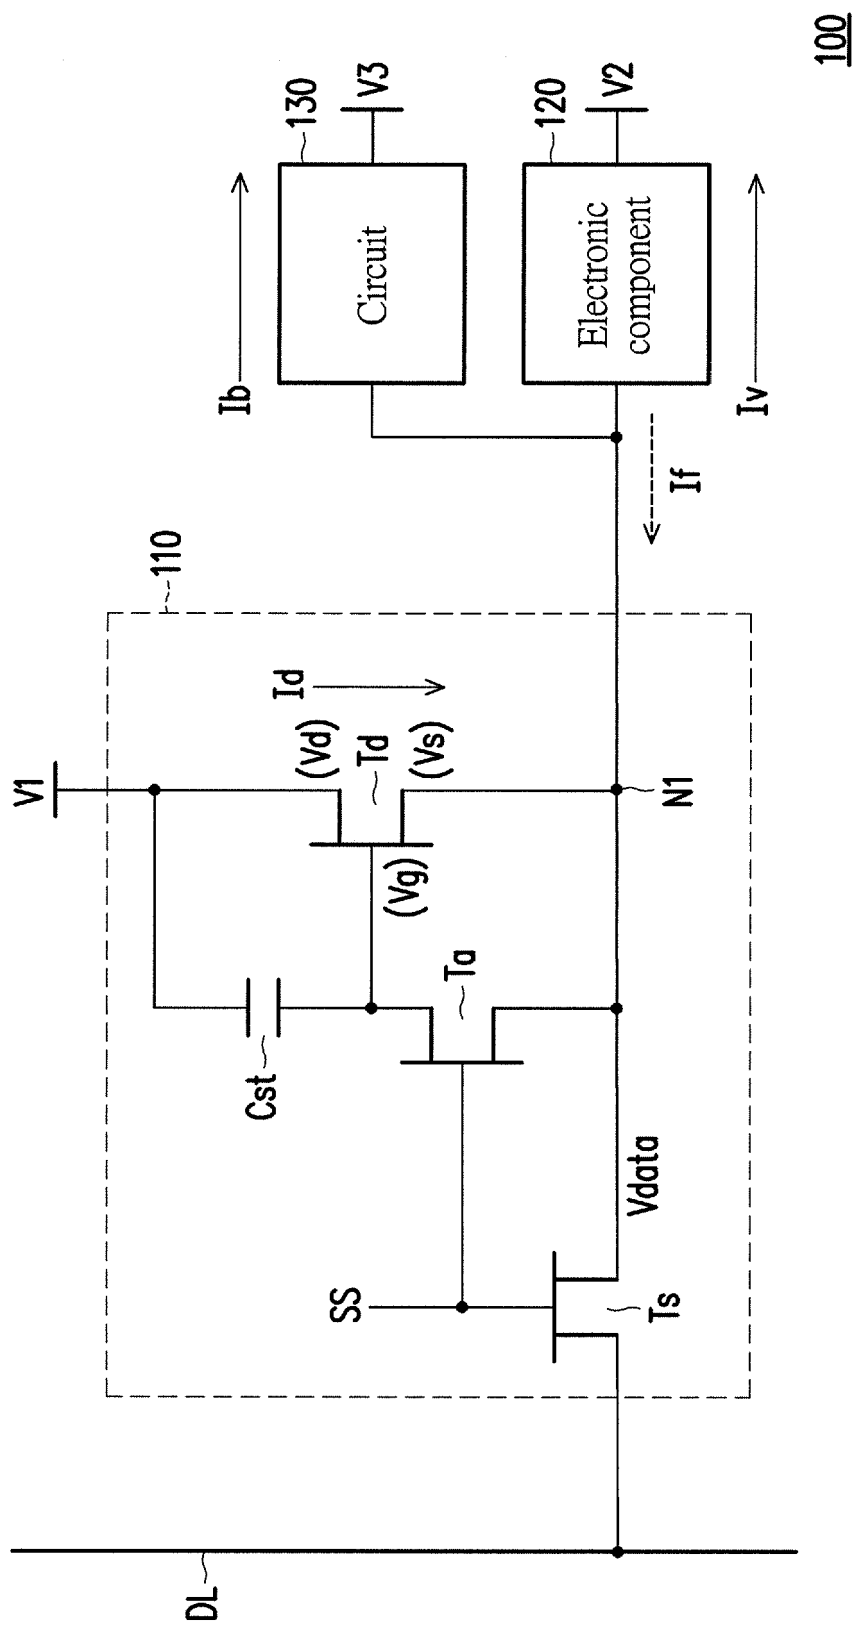 100
V3
130
Ib
Circuit
V2
120
Electronic
component
Iv
If
110
V1
Id
(Vd)
Td
(Vs)
(Vg)
N1
Cst
Ta
SS
Vdata
Ts
DL